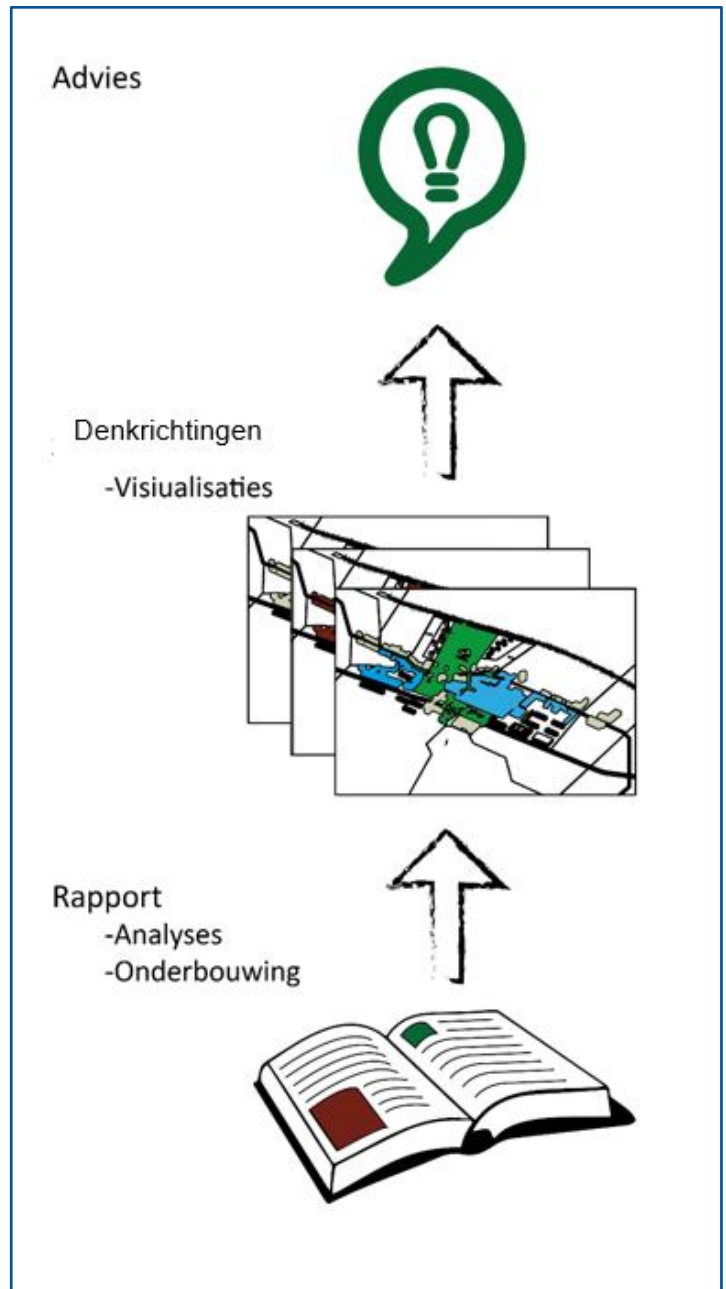 Advies
Denkrichtingen
-Visiualisaties
Rapport
-Analyses
-Onderbouwing